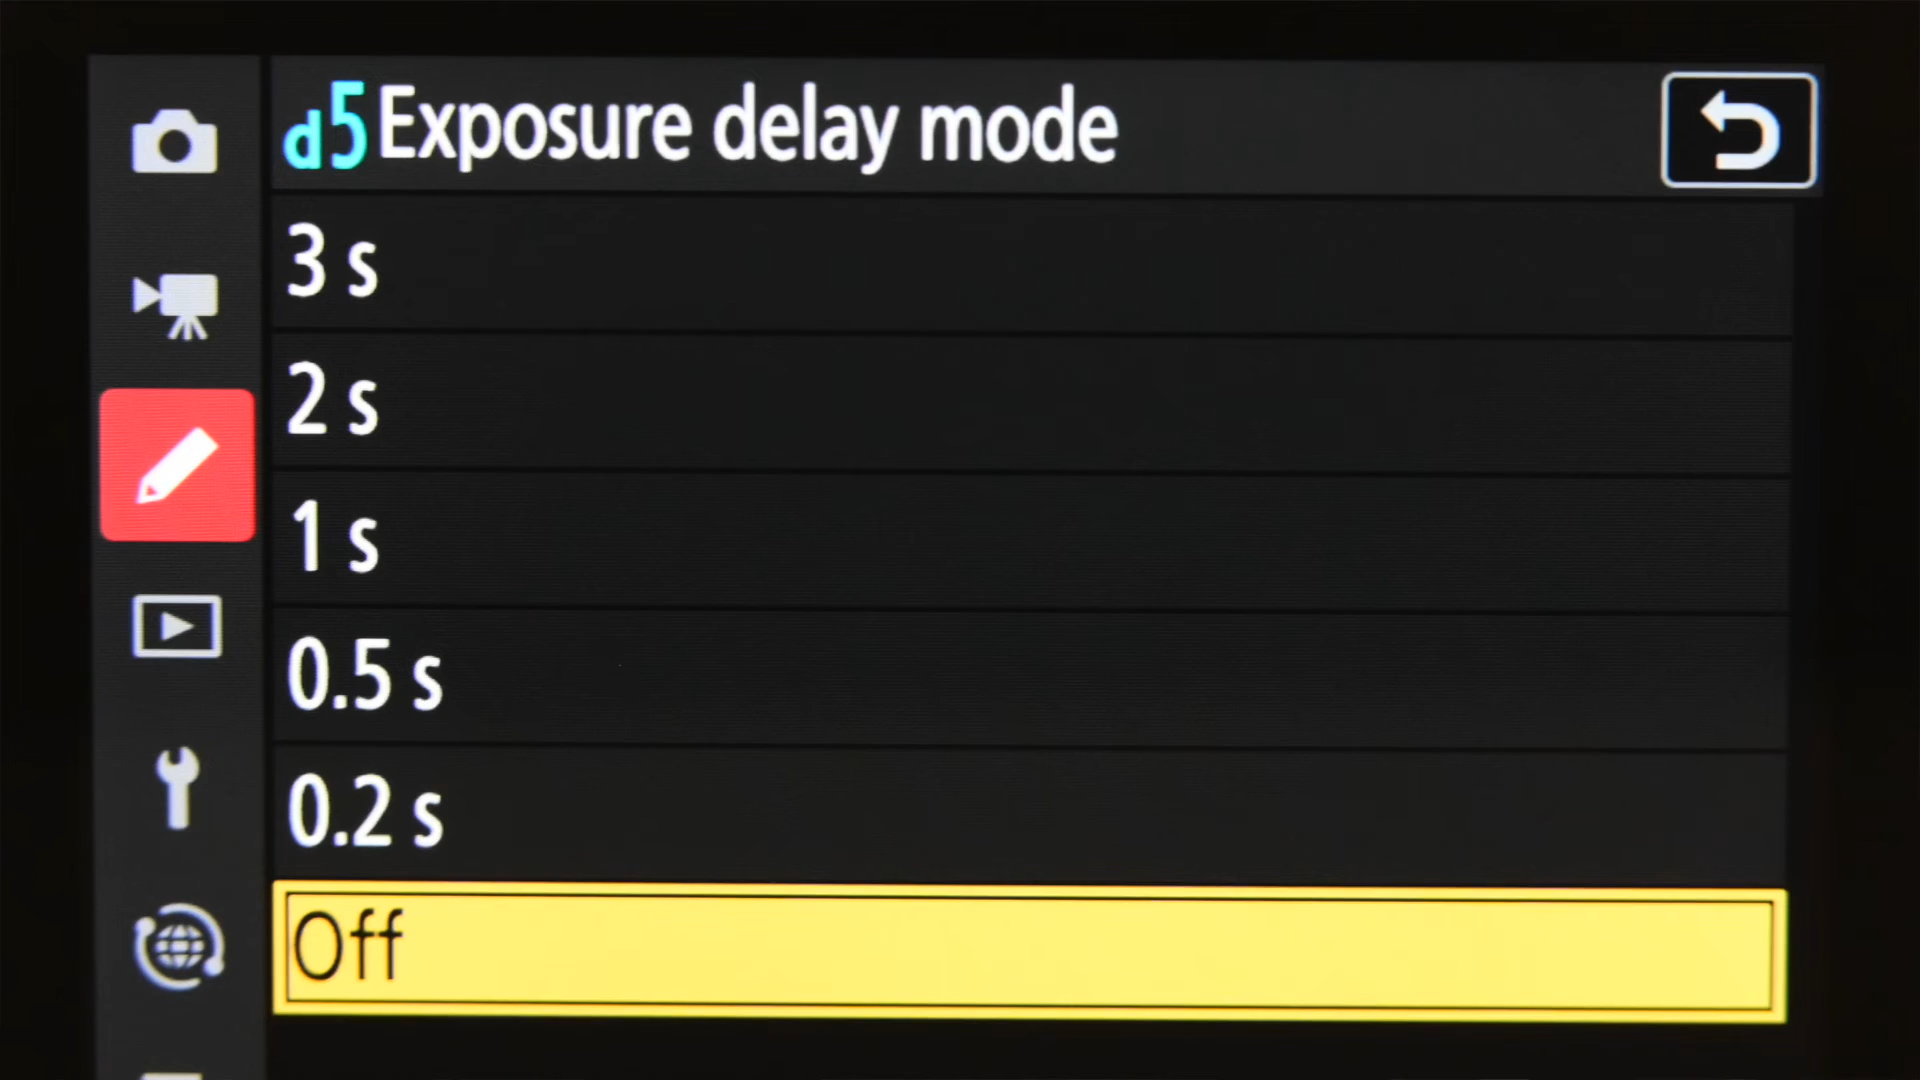 d5 Exposure delay mode
3 s
2 s
1 s
0.5 s
0.2 s
Off